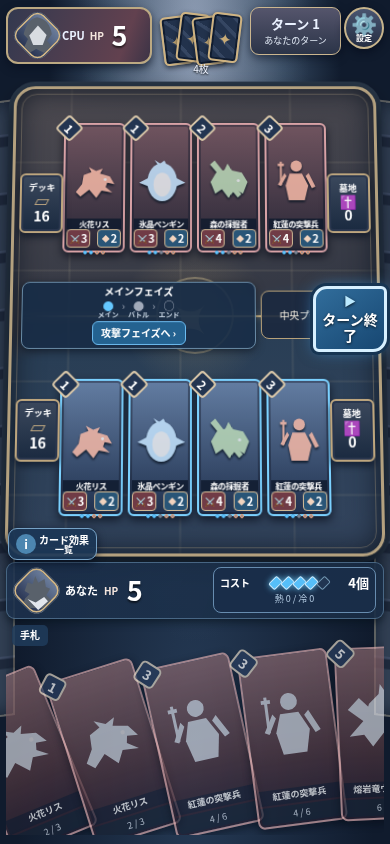 CPU HP 5
4枚
ターン 1
あなたのターン
設定
デッキ
16
1
火花リス
3 2
1
氷晶ペンギン
3 2
2
森の採掘者
4 2
3
紅蓮の突撃兵
4 2
墓地
0
メインフェイズ
メイン バトル エンド
攻撃フェイズへ ›
中央プ
ターン終
了
デッキ
16
1
火花リス
3 2
1
氷晶ペンギン
3 2
2
4 2
3
紅蓮の突撃兵
4 2
墓地
0
i カード効果
一覧
あなた HP 5
コスト 4個
熱 0 / 冷 0
手札
火花リス
2/3
1
火花リス
2/3
3
紅蓮の突撃兵
4/6
3
紅蓮の突撃兵
4/6
5
熔岩竜
6